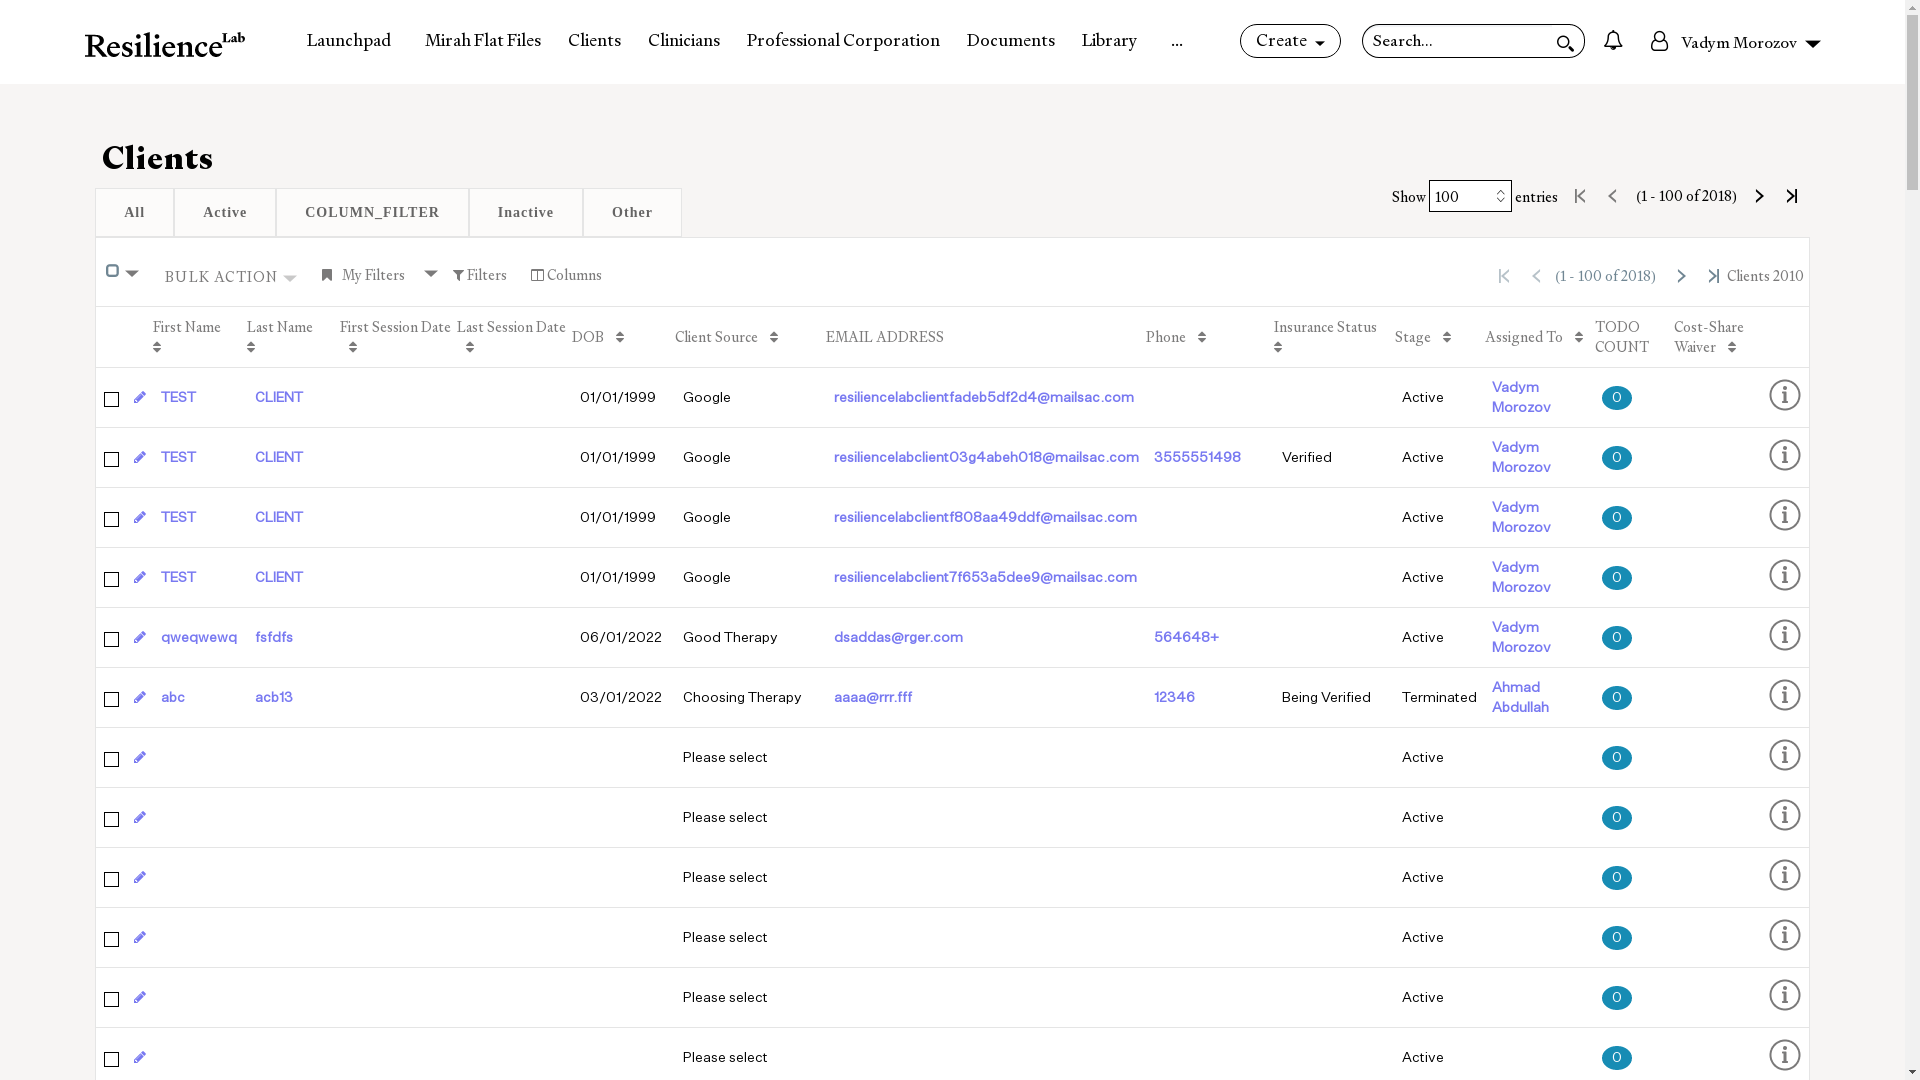 ResilienceLab Launchpad Mirah Flat Files Clients Clinicians Professional Corporation Documents Library ... Create Search... Vadym Morozov
Clients
All Active COLUMN_FILTER Inactive Other
Show 100 entries (1 - 100 of 2018)
BULK ACTION My Filters Filters Columns (1 - 100 of 2018) Clients 2010
First Name Last Name First Session Date Last Session Date DOB Client Source EMAIL ADDRESS Phone Insurance Status Stage Assigned To TODO COUNT Cost-Share Waiver
TEST CLIENT 01/01/1999 Google resiliencelabclientfadeb5df2d4@mailsac.com Active Vadym Morozov 0
TEST CLIENT 01/01/1999 Google resiliencelabclient03g4abeh018@mailsac.com 3555551498 Verified Active Vadym Morozov 0
TEST CLIENT 01/01/1999 Google resiliencelabclientf808aa49ddf@mailsac.com Active Vadym Morozov 0
TEST CLIENT 01/01/1999 Google resiliencelabclient7f653a5dee9@mailsac.com Active Vadym Morozov 0
qweqwewq fsfdfs 06/01/2022 Good Therapy dsaddas@rger.com 564648+ Active Vadym Morozov 0
abc acb13 03/01/2022 Choosing Therapy aaaa@rrr.fff 12346 Being Verified Terminated Ahmad Abdullah 0
Please select Active 0
Please select Active 0
Please select Active 0
Please select Active 0
Please select Active 0
Please select Active 0